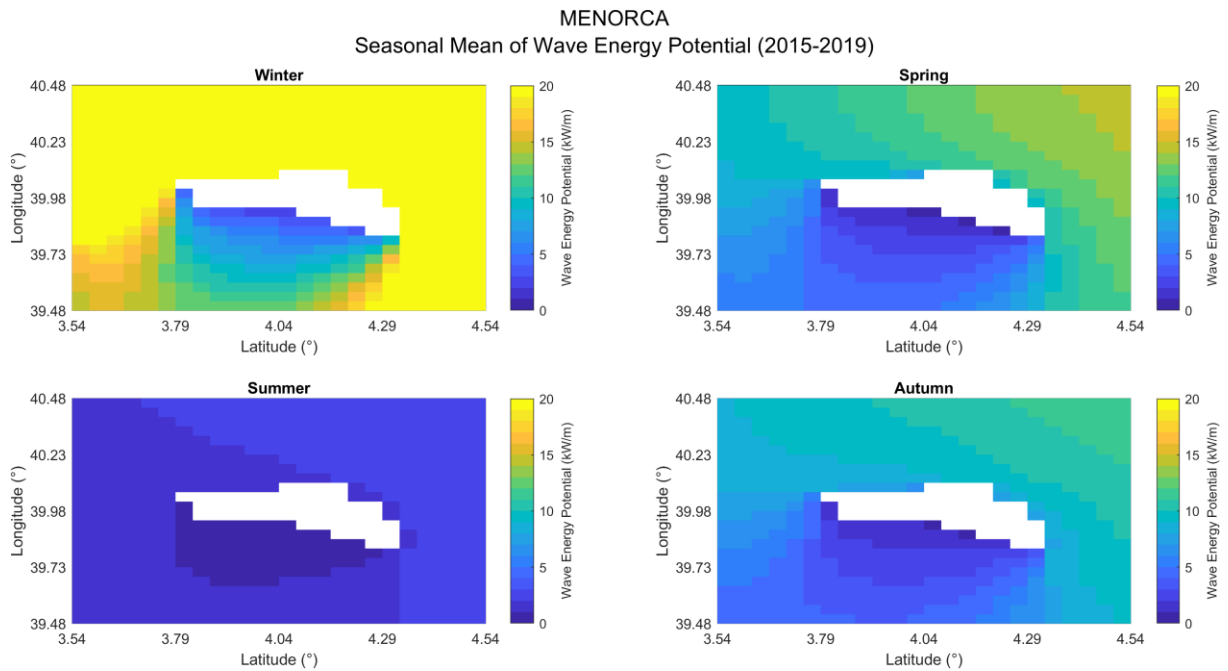 MENORCA
Seasonal Mean of Wave Energy Potential (2015-2019)
Winter
40.48
40.23
39.98
39.73
39.48
Longitude (°)
3.54 3.79 4.04 4.29 4.54
Latitude (°)
20
15
10
5
0
Wave Energy Potential (kW/m)
Spring
40.48
40.23
39.98
39.73
39.48
Longitude (°)
3.54 3.79 4.04 4.29 4.54
Latitude (°)
20
15
10
5
0
Wave Energy Potential (kW/m)
Summer
40.48
40.23
39.98
39.73
39.48
Longitude (°)
3.54 3.79 4.04 4.29 4.54
Latitude (°)
20
15
10
5
0
Wave Energy Potential (kW/m)
Autumn
40.48
40.23
39.98
39.73
39.48
Longitude (°)
3.54 3.79 4.04 4.29 4.54
Latitude (°)
20
15
10
5
0
Wave Energy Potential (kW/m)